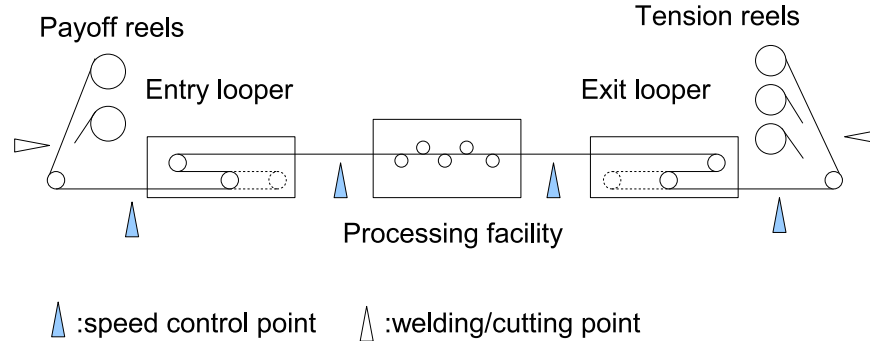 Payoff reels
Tension reels
Entry looper
Exit looper
Processing facility
:speed control point
:welding/cutting point